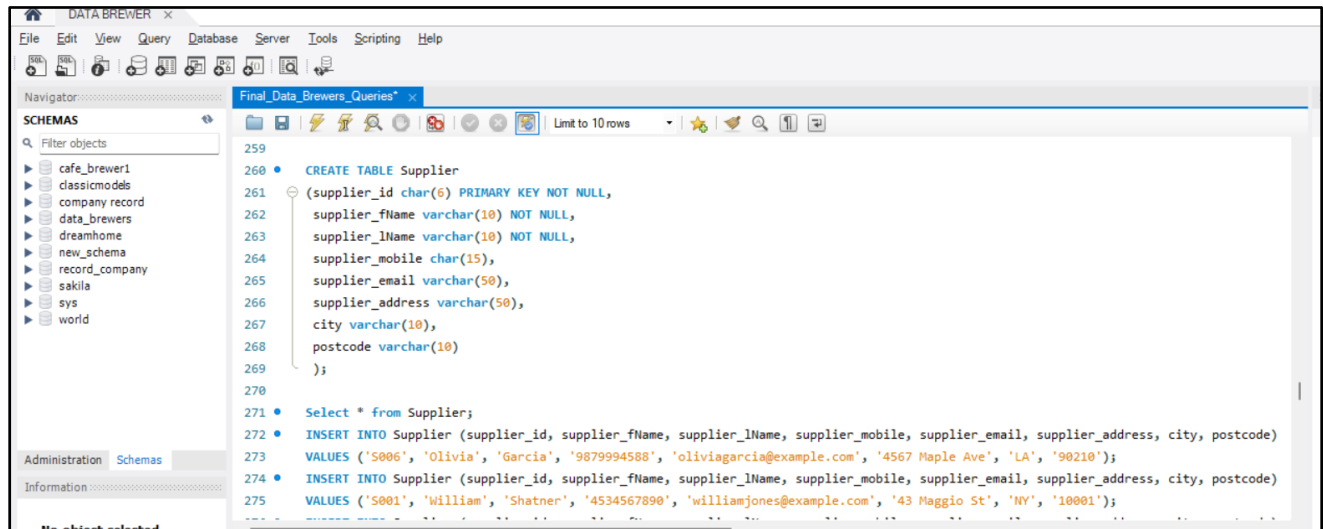 DATA BREWER ×
File Edit View Query Database Server Tools Scripting Help
Navigator
Final_Data_Brewers_Queries* ×
SCHEMAS
Limit to 10 rows
Filter objects
cafe_brewer1
classicmodels
company record
data_brewers
dreamhome
new_schema
record_company
sakila
sys
world
259
260 CREATE TABLE Supplier
261 (supplier_id char(6) PRIMARY KEY NOT NULL,
262 supplier_fName varchar(10) NOT NULL,
263 supplier_lName varchar(10) NOT NULL,
264 supplier_mobile char(15),
265 supplier_email varchar(50),
266 supplier_address varchar(50),
267 city varchar(10),
268 postcode varchar(10)
269 );
270
271 Select * from Supplier;
272 INSERT INTO Supplier (supplier_id, supplier_fName, supplier_lName, supplier_mobile, supplier_email, supplier_address, city, postcode)
273 VALUES ('S006', 'Olivia', 'Garcia', '9879994588', 'oliviagarcia@example.com', '4567 Maple Ave', 'LA', '90210');
274 INSERT INTO Supplier (supplier_id, supplier_fName, supplier_lName, supplier_mobile, supplier_email, supplier_address, city, postcode)
275 VALUES ('S001', 'William', 'Shatner', '4534567890', 'williamjones@example.com', '43 Maggio St', 'NY', '10001');
Administration Schemas
Information
No object selected